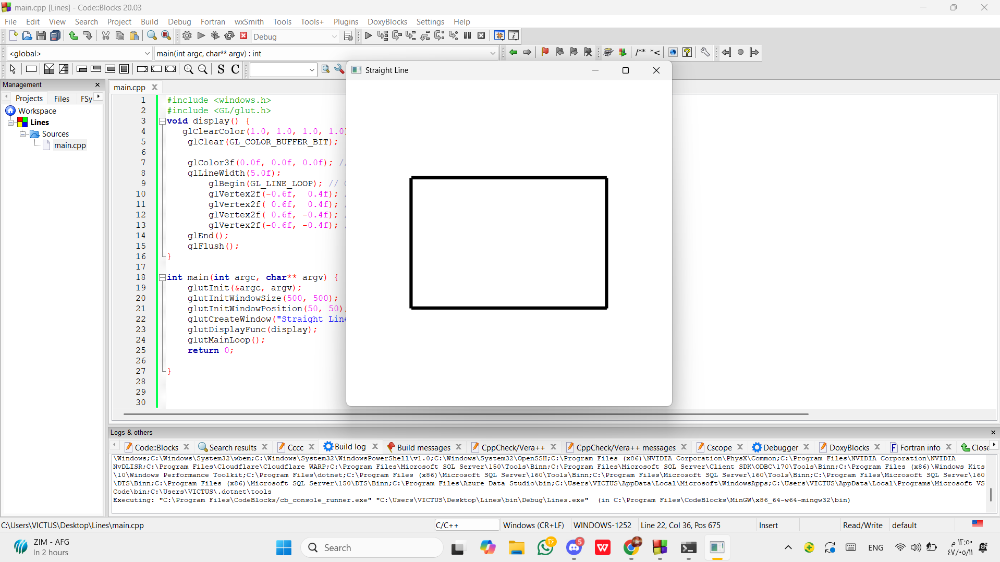 main.cpp [Lines] - Code::Blocks 20.03
File Edit View Search Project Build Debug Fortran wxSmith Tools Tools+ Plugins DoxyBlocks Settings Help
Debug
<global> main(int argc, char** argv) : int /** *<
S C
Straight Line
Management
Projects Files FSy
Workspace
Lines
Sources
main.cpp
main.cpp
1 #include <windows.h>
2 #include <GL/glut.h>
3 void display() {
4 glClearColor(1.0, 1.0, 1.0, 1.0)
5 glClear(GL_COLOR_BUFFER_BIT);
6
7 glColor3f(0.0f, 0.0f, 0.0f); //
8 glLineWidth(5.0f);
9 glBegin(GL_LINE_LOOP); //
10 glVertex2f(-0.6f, 0.4f);
11 glVertex2f( 0.6f, 0.4f);
12 glVertex2f( 0.6f, -0.4f);
13 glVertex2f(-0.6f, -0.4f);
14 glEnd();
15 glFlush();
16 }
17
18 int main(int argc, char** argv) {
19 glutInit(&argc, argv);
20 glutInitWindowSize(500, 500);
21 glutInitWindowPosition(50, 50)
22 glutCreateWindow("Straight Line
23 glutDisplayFunc(display);
24 glutMainLoop();
25 return 0;
26
27 }
28
29
30
Logs & others
Code::Blocks Search results Cccc Build log Build messages CppCheck/Vera++ CppCheck/Vera++ messages Cscope Debugger DoxyBlocks Fortran info Close
\Windows;C:\Windows\System32\wbem;C:\Windows\System32\WindowsPowerShell\v1.0;C:\Windows\System32\OpenSSH;C:\Program Files (x86)\NVIDIA Corporation\PhysX\Common;C:\Program Files\NVIDIA Corporation\NVIDIA
NvDLISR;C:\Program Files\Cloudflare\Cloudflare WARP;C:\Program Files\Microsoft SQL Server\150\Tools\Binn;C:\Program Files\Microsoft SQL Server\Client SDK\ODBC\170\Tools\Binn;C:\Program Files (x86)\Windows Kits
\10\Windows Performance Toolkit;C:\Program Files\dotnet;C:\Program Files (x86)\Microsoft SQL Server\160\Tools\Binn;C:\Program Files\Microsoft SQL Server\160\Tools\Binn;C:\Program Files\Microsoft SQL Server\160
\DTS\Binn;C:\Program Files (x86)\Microsoft SQL Server\150\DTS\Binn;C:\Program Files\Azure Data Studio\bin;C:\Users\VICTUS\AppData\Local\Microsoft\WindowsApps;C:\Users\VICTUS\AppData\Local\Programs\Microsoft VS
Code\bin;C:\Users\VICTUS\.dotnet\tools
Executing: "C:\Program Files\CodeBlocks/cb_console_runner.exe" "C:\Users\VICTUS\Desktop\Lines\bin\Debug\Lines.exe" (in C:\Program Files\CodeBlocks\MinGW\x86_64-w64-mingw32\bin)
C:\Users\VICTUS\Desktop\Lines\main.cpp C/C++ Windows (CR+LF) WINDOWS-1252 Line 22, Col 36, Pos 675 Insert Read/Write default
ZIM - AFG
In 2 hours
Search
٢٤
5
ENG
١٢:٥٠ م
٤٧/٠٥/١١